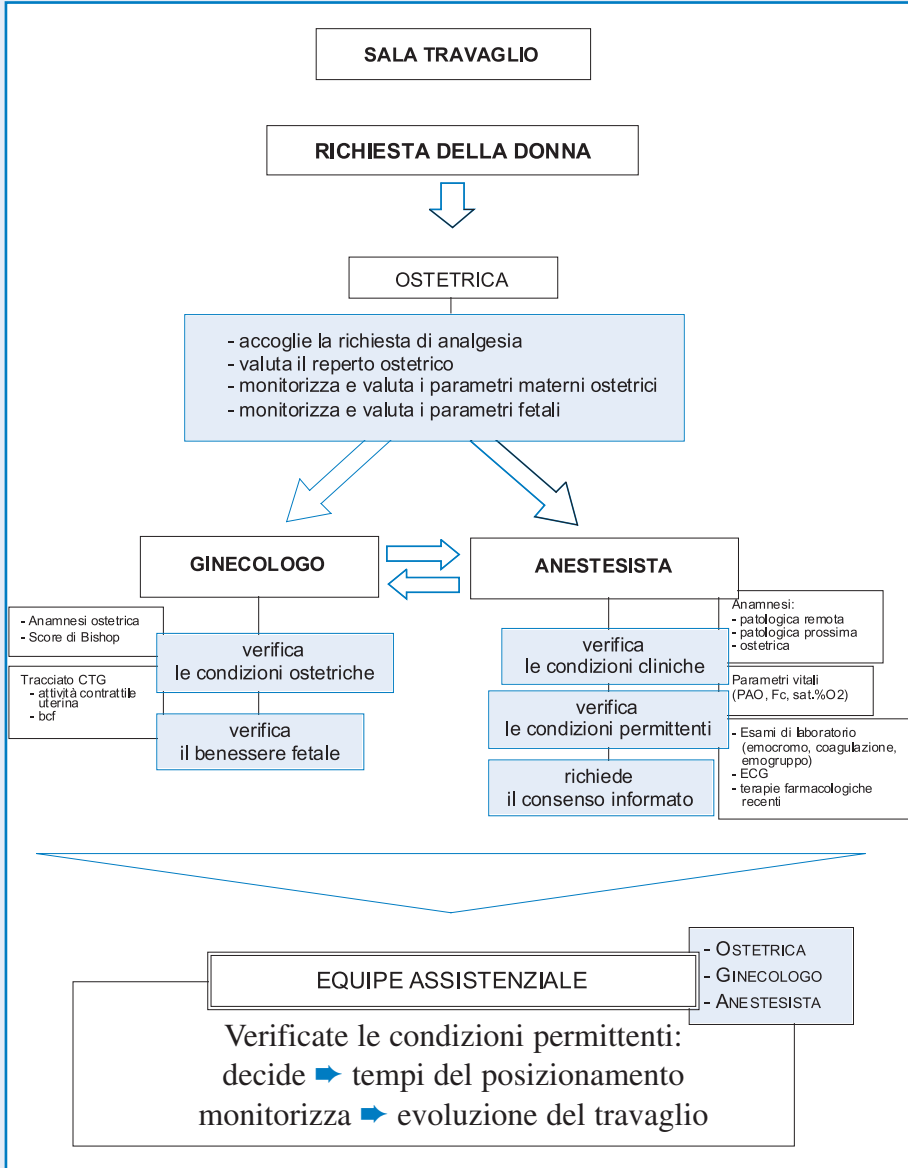 SALA TRAVAGLIO
RICHIESTA DELLA DONNA
OSTETRICA
- accoglie la richiesta di analgesia
- valuta il reperto ostetrico
- monitorizza e valuta i parametri materni ostetrici
- monitorizza e valuta i parametri fetali
GINECOLOGO
- Anamnesi ostetrica
- Score di Bishop
verifica
le condizioni ostetriche
Tracciato CTG
- attività contrattile
uterina
- bcf
verifica
il benessere fetale
ANESTESISTA
Anamnesi:
- patologica remota
- patologica prossima
- ostetrica
verifica
le condizioni cliniche
Parametri vitali
(PAO, Fc, sat.%O2)
verifica
le condizioni permittenti
- Esami di laboratorio
(emocromo, coagulazione,
emogruppo)
- ECG
- terapie farmacologiche
recenti
richiede
il consenso informato
EQUIPE ASSISTENZIALE
- OSTETRICA
- GINECOLOGO
- ANESTESISTA
Verificate le condizioni permittenti:
decide ➨ tempi del posizionamento
monitorizza ➨ evoluzione del travaglio